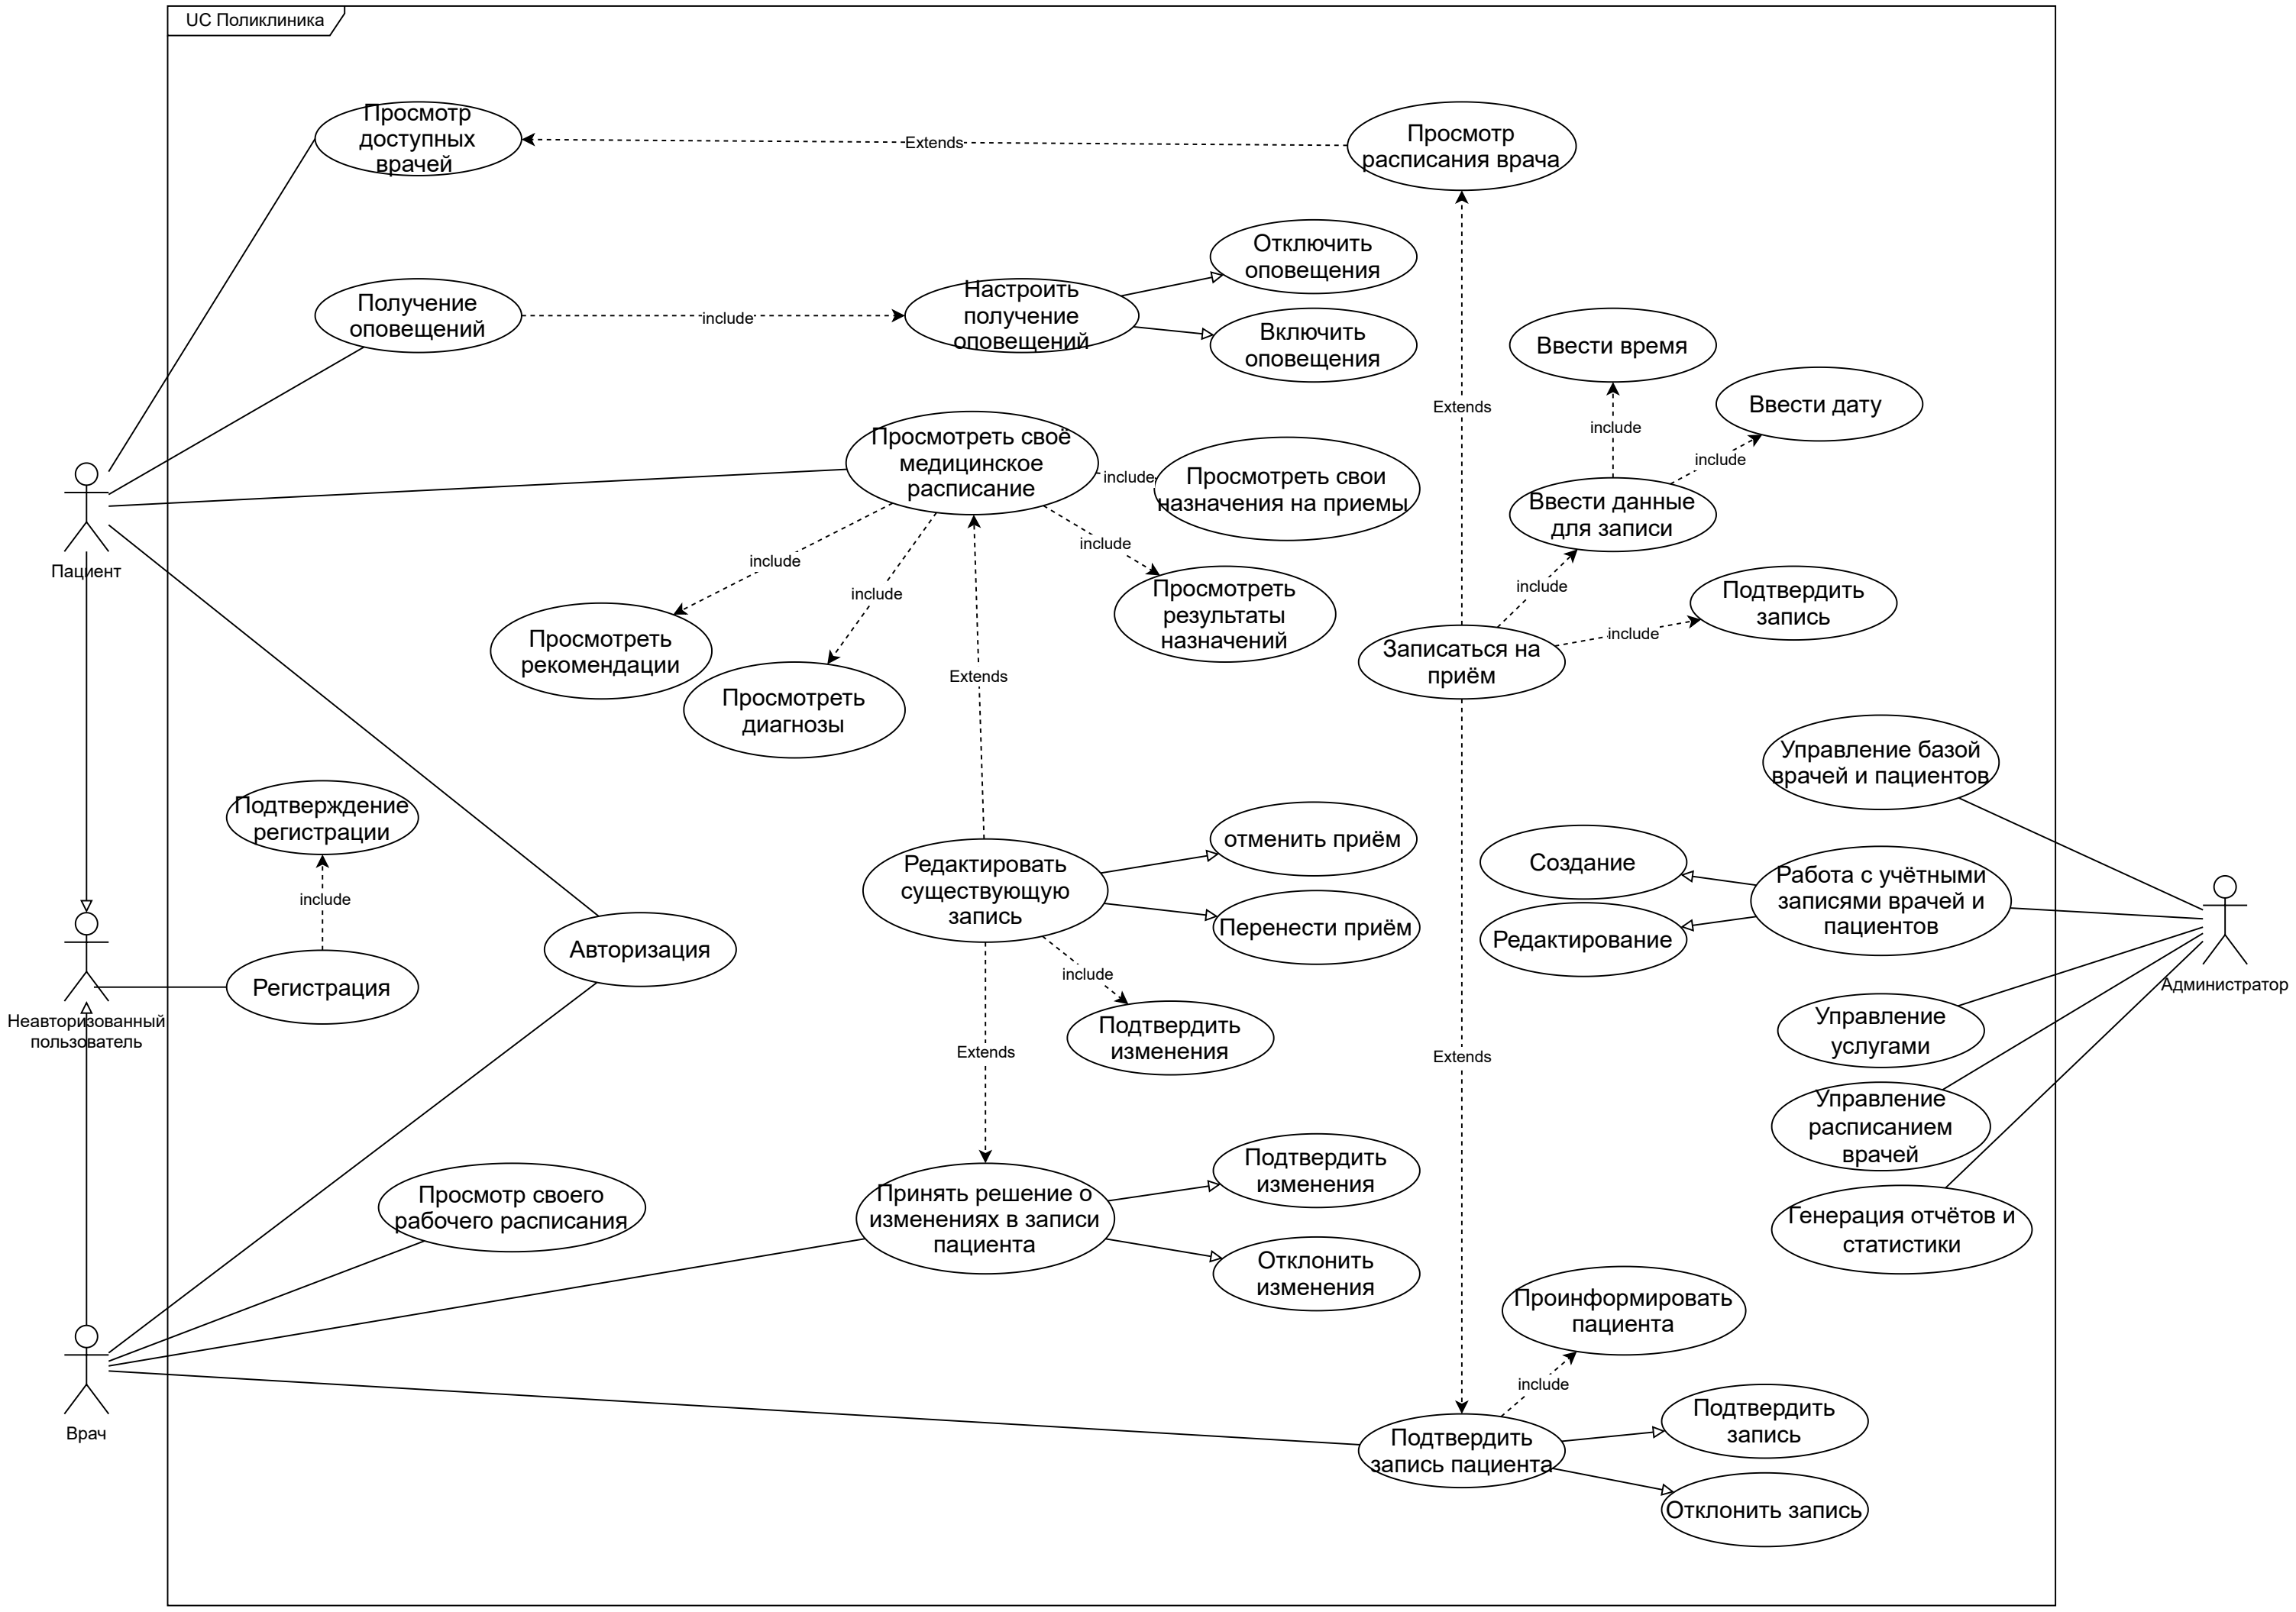 UC Поликлиника
Просмотр
доступных
врачей
Extends
Просмотр
расписания врача
Отключить
оповещения
Получение
оповещений
include
Настроить
получение
оповещений
Включить
оповещения
Ввести время
Ввести дату
Extends
include
include
Просмотреть своё
медицинское
расписание
include
Просмотреть свои
назначения на приемы
Ввести данные
для записи
Пациент
include
include
include
include
Просмотреть
рекомендации
Просмотреть
диагнозы
Просмотреть
результаты
назначений
Подтвердить
запись
include
Записаться на
приём
Extends
Управление базой
врачей и пациентов
Подтверждение
регистрации
include
Регистрация
Авторизация
Редактировать
существующую
запись
отменить приём
Перенести приём
include
Подтвердить
изменения
Создание
Редактирование
Работа с учётными
записями врачей и
пациентов
Администратор
Неавторизованный
пользователь
Extends
Extends
Управление
услугами
Управление
расписанием
врачей
Просмотр своего
рабочего расписания
Принять решение о
изменениях в записи
пациента
Подтвердить
изменения
Отклонить
изменения
Генерация отчётов и
статистики
Проинформировать
пациента
include
Врач
Подтвердить
запись пациента
Подтвердить
запись
Отклонить запись